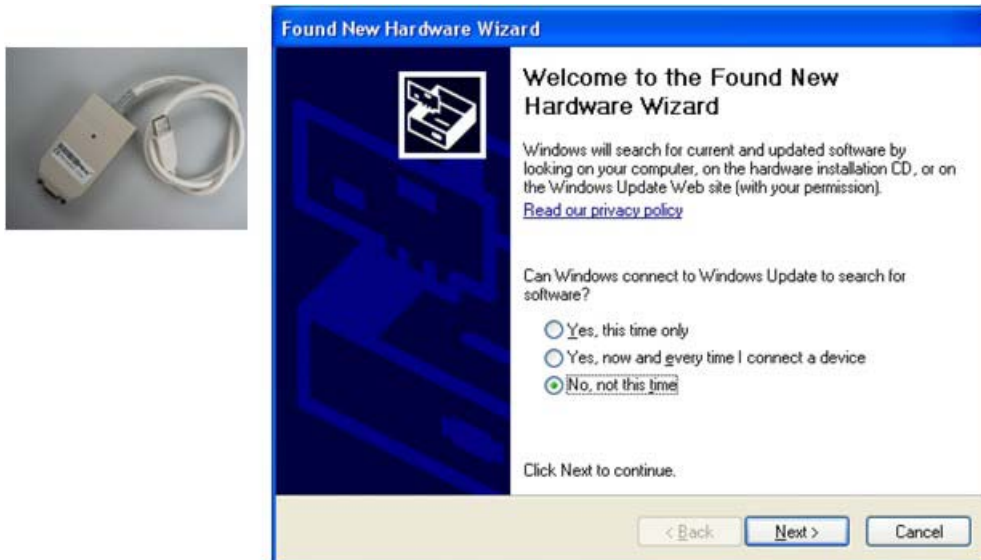 Found New Hardware Wizard
Welcome to the Found New
Hardware Wizard
Windows will search for current and updated software by
looking on your computer, on the hardware installation CD, or on
the Windows Update Web site (with your permission).
Read our privacy policy
Can Windows connect to Windows Update to search for
software?
Yes, this time only
Yes, now and every time I connect a device
No, not this time
Click Next to continue.
< Back
Next >
Cancel